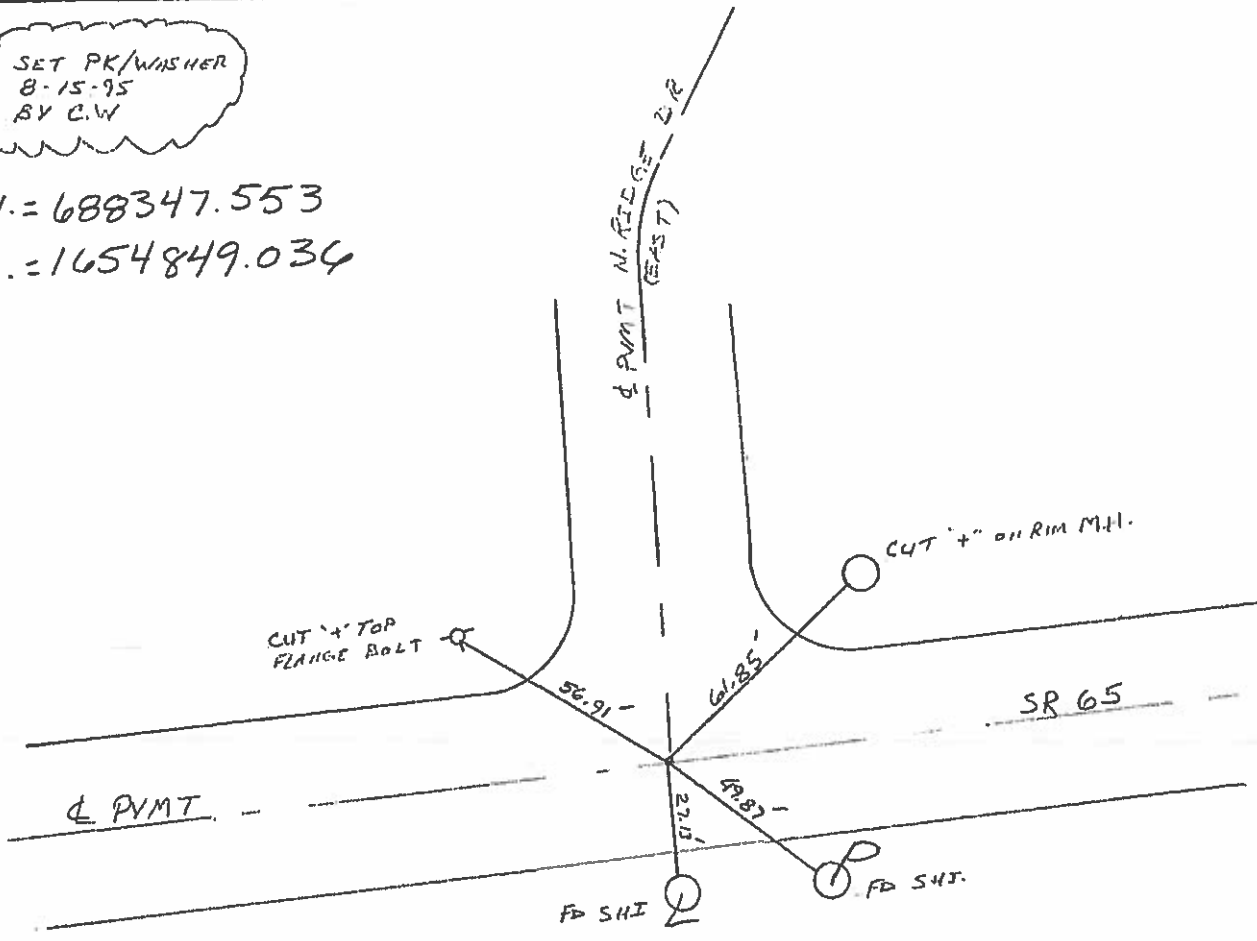 SET PK/WASHER
8-15-95
BY C.W
.= 688347.553
.= 1654849.036
℄ PVMT N. RIDGE DR
(EAST)
CUT "+" ON RIM M.H.
CUT "+" TOP
FLANGE BOLT
56.91'
61.85'
SR 65
℄ PVMT
27.13'
49.87'
FD SHI
FD SHI.